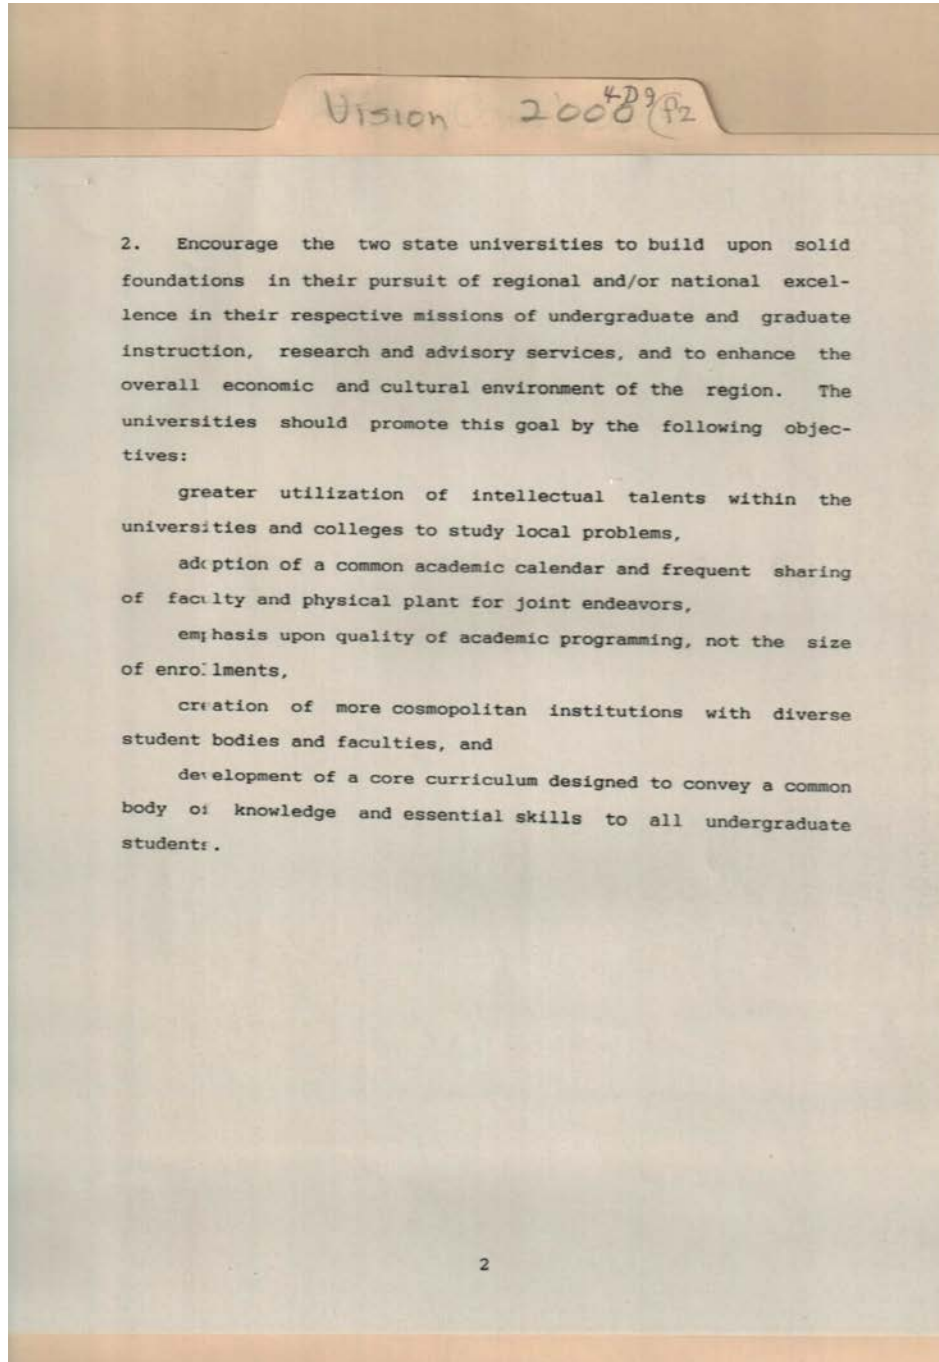 Vision 2000 4D9 P2
2. Encourage the two state universities to build upon solid
foundations in their pursuit of regional and/or national excel-
lence in their respective missions of undergraduate and graduate
instruction, research and advisory services, and to enhance the
overall economic and cultural environment of the region. The
universities should promote this goal by the following objec-
tives:
greater utilization of intellectual talents within the
universities and colleges to study local problems,
adoption of a common academic calendar and frequent sharing
of faculty and physical plant for joint endeavors,
emphasis upon quality of academic programming, not the size
of enrollments,
creation of more cosmopolitan institutions with diverse
student bodies and faculties, and
development of a core curriculum designed to convey a common
body of knowledge and essential skills to all undergraduate
students.
2